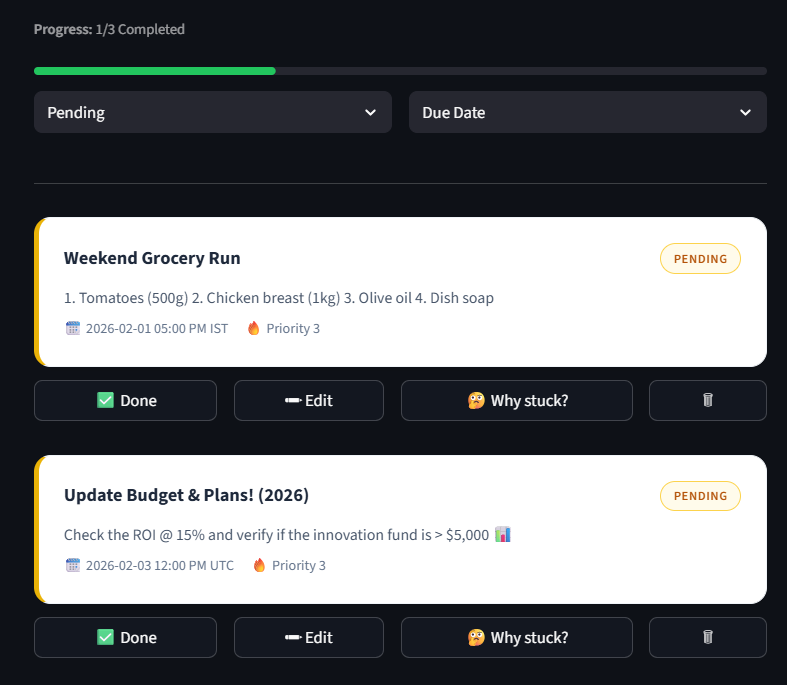 Progress: 1/3 Completed
Pending
Due Date
Weekend Grocery Run
PENDING
1. Tomatoes (500g) 2. Chicken breast (1kg) 3. Olive oil 4. Dish soap
2026-02-01 05:00 PM IST Priority 3
Done
Edit
Why stuck?
Update Budget & Plans! (2026)
PENDING
Check the ROI @ 15% and verify if the innovation fund is > $5,000
2026-02-03 12:00 PM UTC Priority 3
Done
Edit
Why stuck?